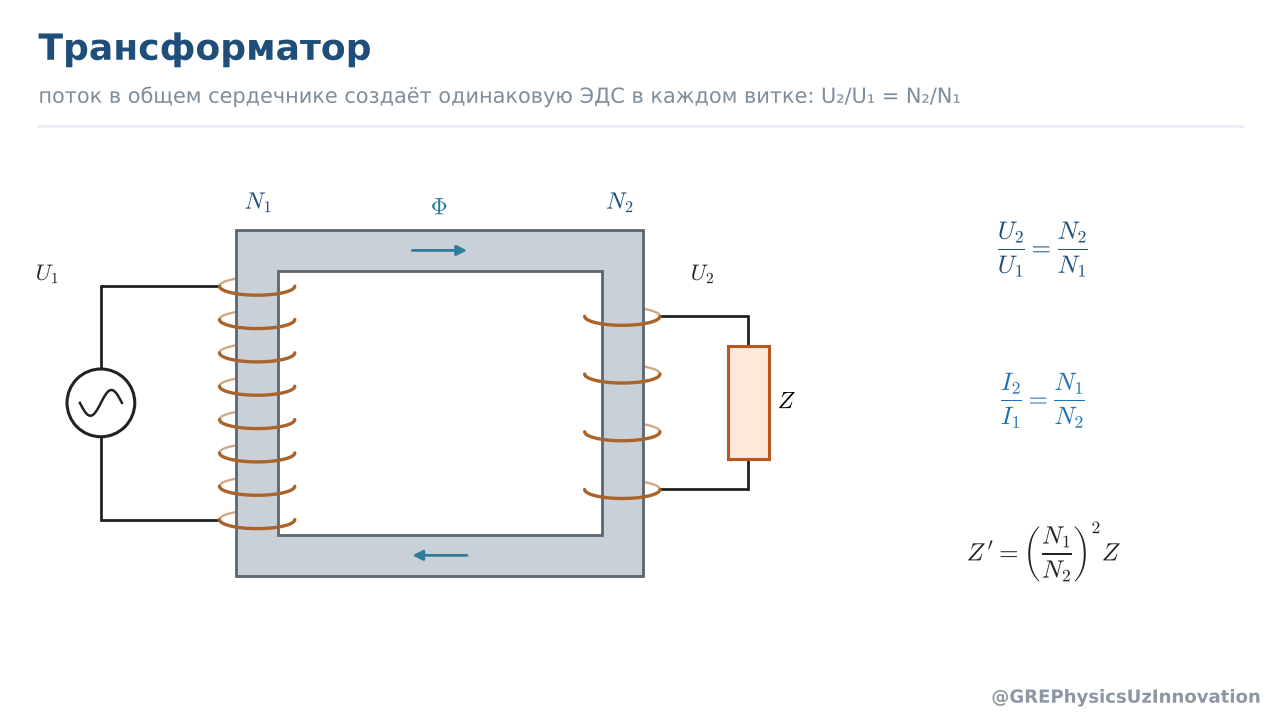 Трансформатор
поток в общем сердечнике создаёт одинаковую ЭДС в каждом витке: U₂/U₁ = N₂/N₁
N₁
Φ
N₂
U₁
U₂
Z
U₂/U₁ = N₂/N₁
I₂/I₁ = N₁/N₂
Z′ = (N₁/N₂)² Z
@GREPhysicsUzInnovation